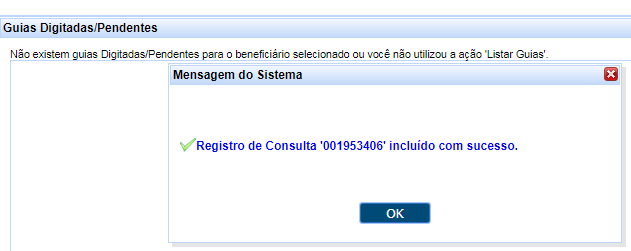 Guias Digitadas/Pendentes
Não existem guias Digitadas/Pendentes para o beneficiário selecionado ou você não utilizou a ação 'Listar Guias'.
Mensagem do Sistema
Registro de Consulta '001953406' incluído com sucesso.
OK